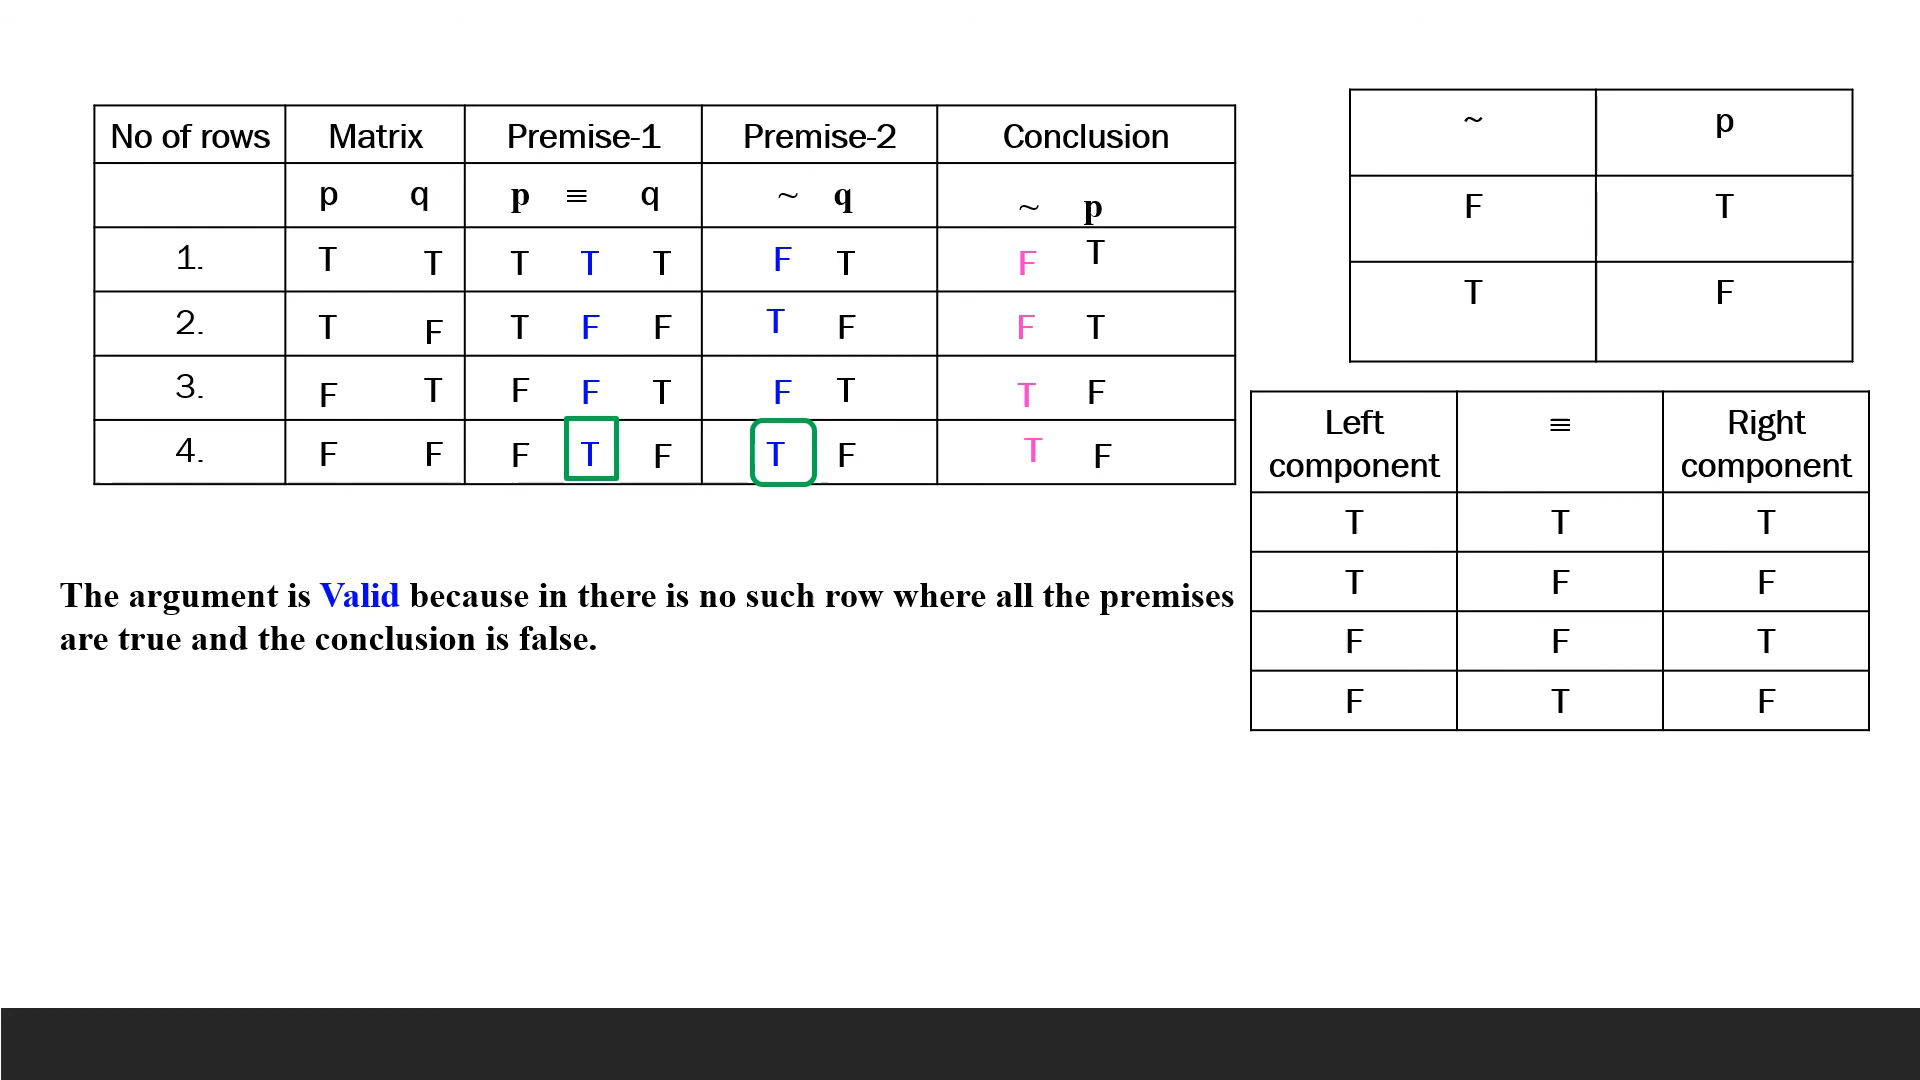 No of rows Matrix Premise-1 Premise-2 Conclusion
p q p ≡ q ~ q ~ p
1. T T T T T F T F T
2. T F T F F T F F T
3. F T F F T F T T F
4. F F F T F T F T F
The argument is Valid because in there is no such row where all the premises
are true and the conclusion is false.
~ p
F T
T F
Left ≡ Right
component component
T T T
T F F
F F T
F T F